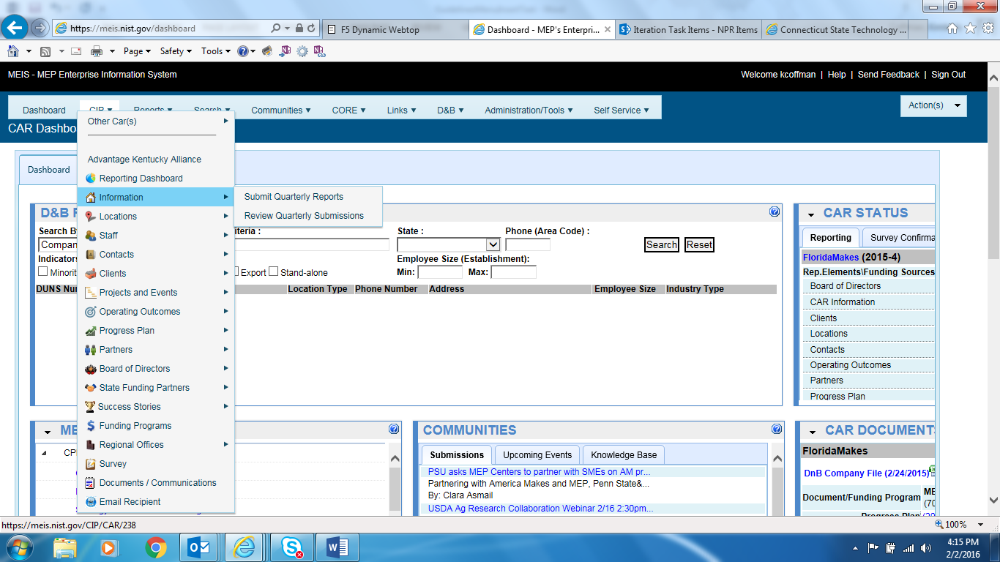 https://meis.nist.gov/dashboard
F5 Dynamic Webtop
Dashboard - MEP's Enterpri...
Iteration Task Items - NPR Items
Connecticut State Technology ...
Page Safety Tools
MEIS - MEP Enterprise Information System
Welcome kcoffman | Help | Send Feedback | Sign Out
Dashboard CIP Reports Search Communities CORE Links D&B Administration/Tools Self Service
Action(s)
CAR Dashbo
Other Car(s)
Advantage Kentucky Alliance
Reporting Dashboard
Information
Locations
Staff
Contacts
Clients
Projects and Events
Operating Outcomes
Progress Plan
Partners
Board of Directors
State Funding Partners
Success Stories
Funding Programs
Regional Offices
Survey
Documents / Communications
Email Recipient
Submit Quarterly Reports
Review Quarterly Submissions
Dashboard
D&B
Search B
iteria : State : Phone (Area Code) :
Compan
Search Reset
Indicators
Employee Size (Establishment):
Minorit
Export Stand-alone
Min: Max:
DUNS Nu
Location Type Phone Number Address Employee Size Industry Type
CAR STATUS
Reporting Survey Confirma
FloridaMakes (2015-4)
Rep.Elements\Funding Sources
Board of Directors
CAR Information
Clients
Locations
Contacts
Operating Outcomes
Partners
Progress Plan
ME
CP
COMMUNITIES
Submissions Upcoming Events Knowledge Base
PSU asks MEP Centers to partner with SMEs on AM pr...
Partnering with America Makes and MEP, Penn State&...
By: Clara Asmail
USDA Ag Research Collaboration Webinar 2/16 2:30pm...
CAR DOCUMENT
FloridaMakes
DnB Company File (2/24/2015)
Document/Funding Program
ME
(70
Progress Plan
https://meis.nist.gov/CIP/CAR/238
100%
4:15 PM
2/2/2016